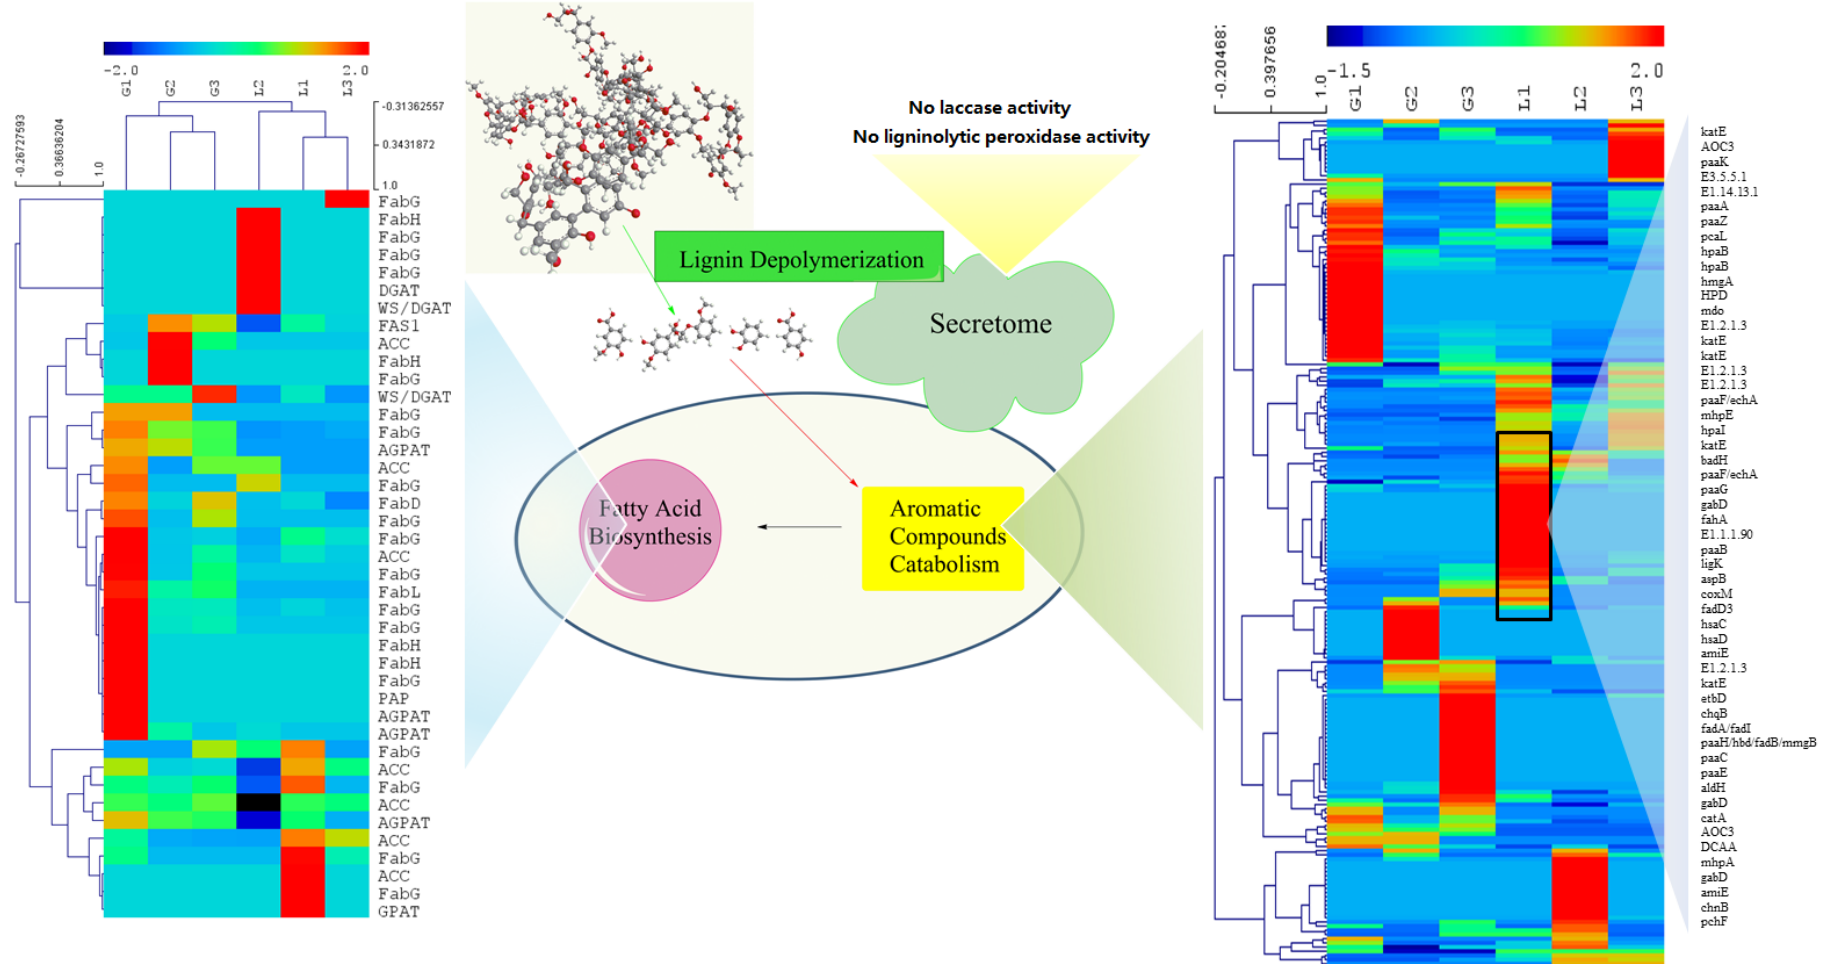 -2.0
2.0
G1
G2
G3
L2
L1
L3
-0.26727593
0.36636204
1.0
-0.31362557
0.3431872
1.0
FabG
FabH
FabG
FabG
FabG
DGAT
WS/DGAT
FAS1
ACC
FabH
FabG
WS/DGAT
FabG
FabG
AGPAT
ACC
FabG
FabD
FabG
FabG
ACC
FabG
FabL
FabG
FabG
FabH
FabH
FabG
PAP
AGPAT
AGPAT
FabG
ACC
FabG
ACC
AGPAT
ACC
FabG
ACC
FabG
GPAT
No laccase activity
No ligninolytic peroxidase activity
Lignin Depolymerization
Secretome
Fatty Acid
Biosynthesis
Aromatic
Compounds
Catabolism
0.397656
1.0
-1.5
2.0
G1
G2
G3
L1
L2
L3
katE
AOC3
paaK
E3.5.5.1
E1.14.13.1
paaA
paaZ
pcaL
hpaB
hpaB
hmgA
HPD
mdo
E1.2.1.3
katE
katE
E1.2.1.3
E1.2.1.3
paaF/echA
mhpE
hpaI
katE
badH
paaF/echA
paaG
gabD
fahA
E1.1.1.90
paaB
ligK
aspB
coxM
fadD3
hsaC
hsaD
amiE
E1.2.1.3
katE
etbD
chqB
fadA/fadI
paaH/hbd/fadB/mmgB
paaC
paaE
aldH
gabD
catA
AOC3
DCAA
mhpA
gabD
amiE
chnB
pchF